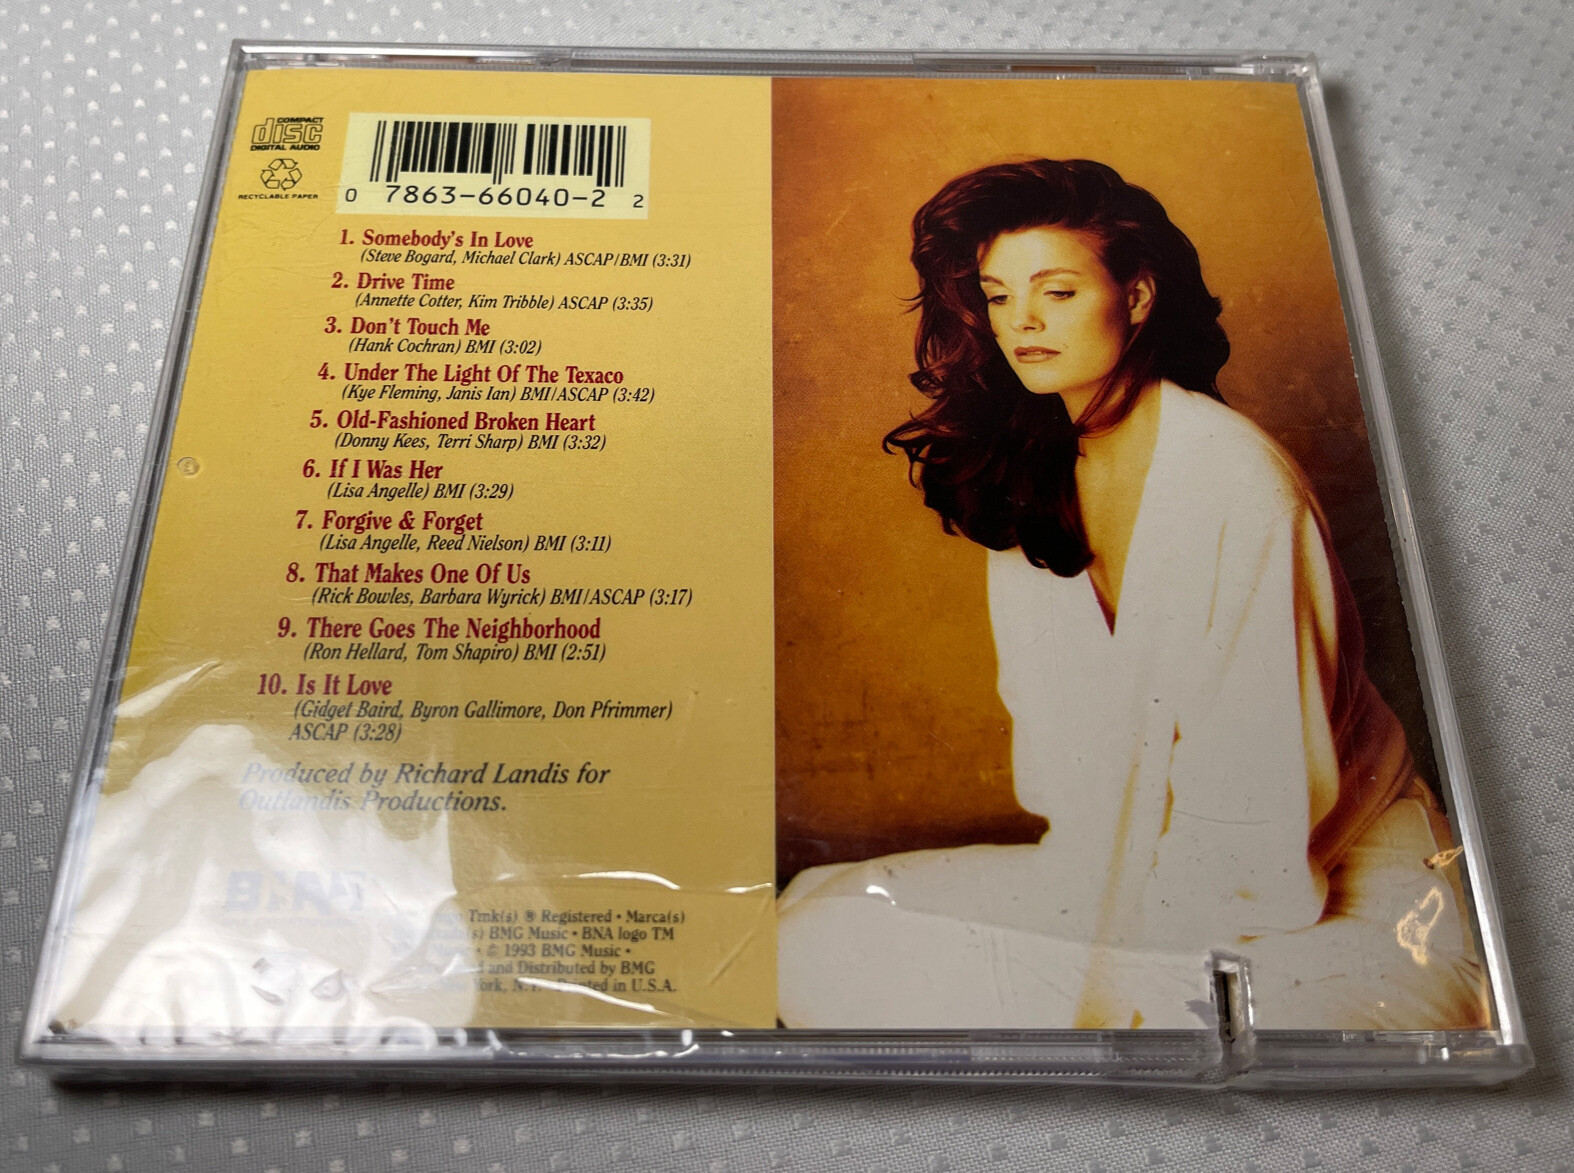 COMPACT
disc
DIGITAL AUDIO
RECYCLABLE PAPER
0 7863-66040-2 2
1. Somebody's In Love
(Steve Bogard, Michael Clark) ASCAP/BMI (3:31)
2. Drive Time
(Annette Cotter, Kim Tribble) ASCAP (3:35)
3. Don't Touch Me
(Hank Cochran) BMI (3:02)
4. Under The Light Of The Texaco
(Kye Fleming, Janis Ian) BMI/ASCAP (3:42)
5. Old-Fashioned Broken Heart
(Donny Kees, Terri Sharp) BMI (3:32)
6. If I Was Her
(Lisa Angelle) BMI (3:29)
7. Forgive & Forget
(Lisa Angelle, Reed Nielson) BMI (3:11)
8. That Makes One Of Us
(Rick Bowles, Barbara Wyrick) BMI/ASCAP (3:17)
9. There Goes The Neighborhood
(Ron Hellard, Tom Shapiro) BMI (2:51)
10. Is It Love
(Gidget Baird, Byron Gallimore, Don Pfrimmer)
ASCAP (3:28)
Produced by Richard Landis for
Outlandis Productions.
Tmk(s) ® Registered • Marca(s)
BMG Music • BNA logo TM
• © 1993 BMG Music •
and Distributed by BMG
York, N.Y. Printed in U.S.A.